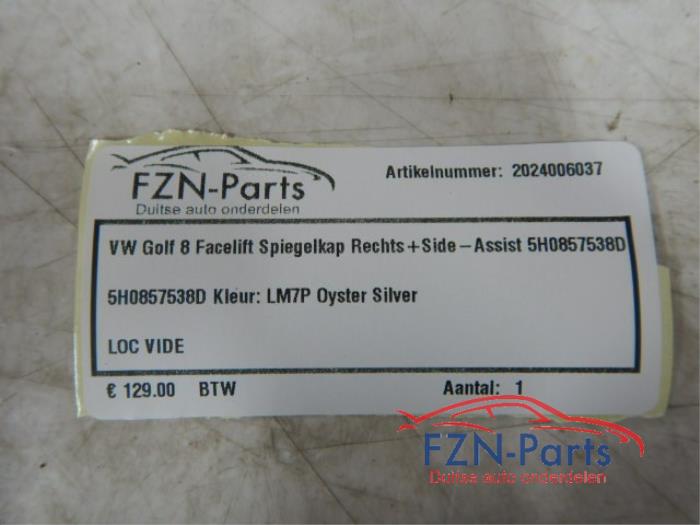 FZN-Parts
Duitse auto onderdelen
Artikelnummer: 2024006037
VW Golf 8 Facelift Spiegelkap Rechts+Side-Assist 5H0857538D
5H0857538D Kleur: LM7P Oyster Silver
LOC VIDE
€ 129.00 BTW Aantal: 1
FZN-Parts
Duitse auto onderdelen